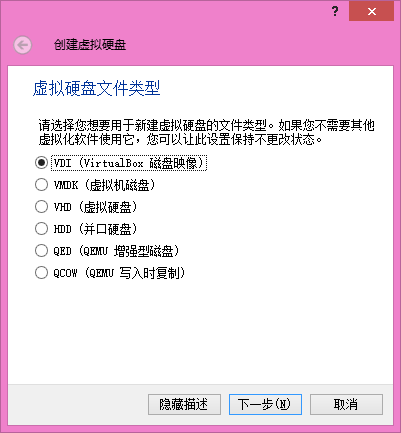 ?
创建虚拟硬盘
虚拟硬盘文件类型
请选择您想要用于新建虚拟硬盘的文件类型。如果您不需要其他
虚拟化软件使用它，您可以让此设置保持不更改状态。
VDI (VirtualBox 磁盘映像)
VMDK (虚拟机磁盘)
VHD (虚拟硬盘)
HDD (并口硬盘)
QED (QEMU 增强型磁盘)
QCOW (QEMU 写入时复制)
隐藏描述 下一步(N) 取消